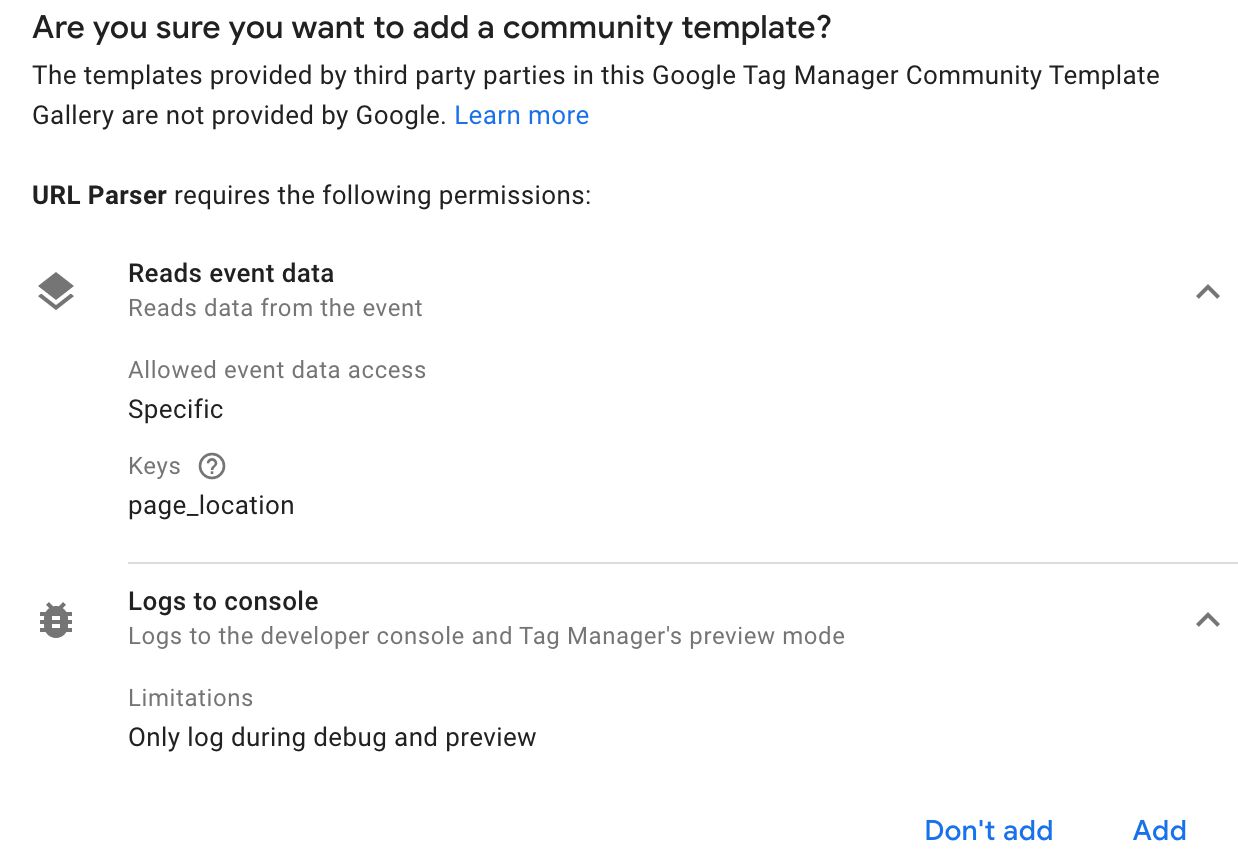 Are you sure you want to add a community template?
The templates provided by third party parties in this Google Tag Manager Community Template
Gallery are not provided by Google. Learn more
URL Parser requires the following permissions:
Reads event data
Reads data from the event
Allowed event data access
Specific
Keys ?
page_location
Logs to console
Logs to the developer console and Tag Manager's preview mode
Limitations
Only log during debug and preview
Don't add Add